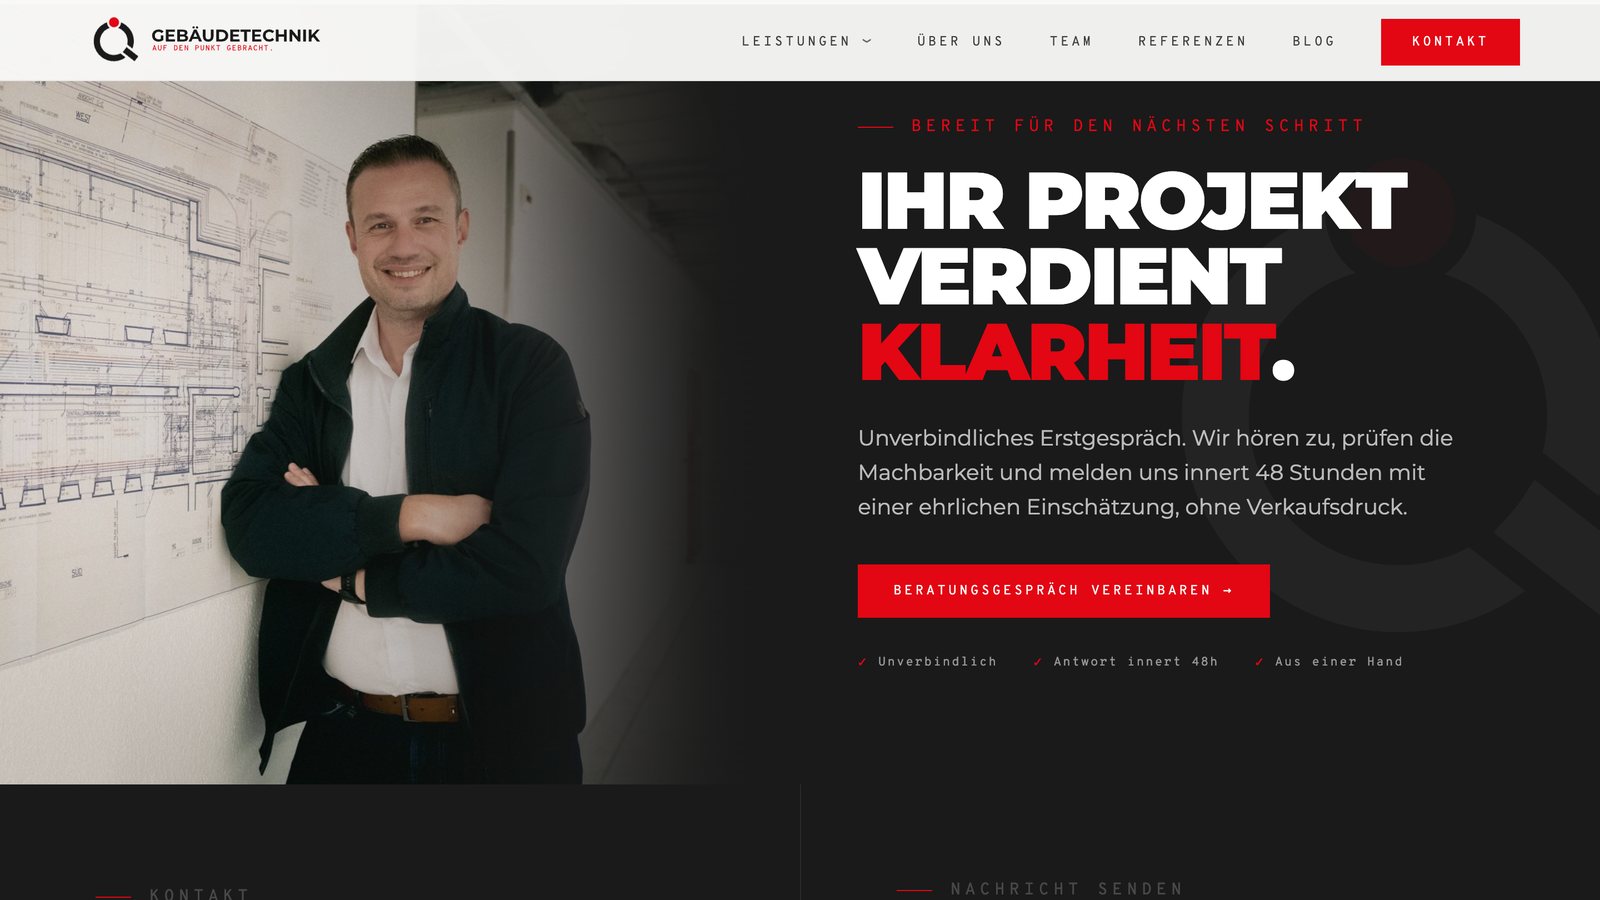 GEBÄUDETECHNIK
AUF DEN PUNKT GEBRACHT.
LEISTUNGEN
ÜBER UNS
TEAM
REFERENZEN
BLOG
KONTAKT
BEREIT FÜR DEN NÄCHSTEN SCHRITT
IHR PROJEKT
VERDIENT
KLARHEIT.
Unverbindliches Erstgespräch. Wir hören zu, prüfen die
Machbarkeit und melden uns innert 48 Stunden mit
einer ehrlichen Einschätzung, ohne Verkaufsdruck.
BERATUNGSGESPRÄCH VEREINBAREN →
✓ Unverbindlich
✓ Antwort innert 48h
✓ Aus einer Hand
WEST
SÜD
KONTAKT
NACHRICHT SENDEN